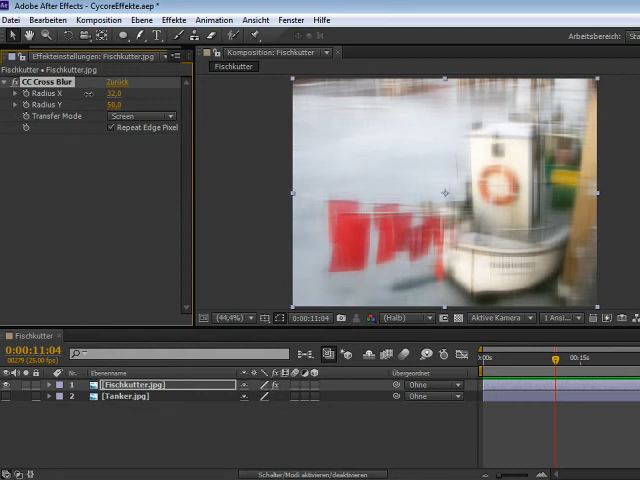 Adobe After Effects - CycoreEffekte.aep *
Datei Bearbeiten Komposition Ebene Effekte Animation Ansicht Fenster Hilfe
Arbeitsbereich: Sta
Effekteinstellungen: Fischkutter.jpg
Komposition: Fischkutter
Fischkutter • Fischkutter.jpg
Fischkutter
fx CC Cross Blur Zurück
Radius X 32,0
Radius Y 50,0
Transfer Mode Screen
Repeat Edge Pixel
(44,4%) 0:00:11:04 (Halb) Aktive Kamera 1 Ansi...
Fischkutter
0:00:11:04
00279 (25.00 fps)
:00s 00:15s
Nr. Ebenenname Übergeordnet
1 [Fischkutter.jpg] Ohne
2 [Tanker.jpg] Ohne
Schalter/Modi aktivieren/deaktivieren